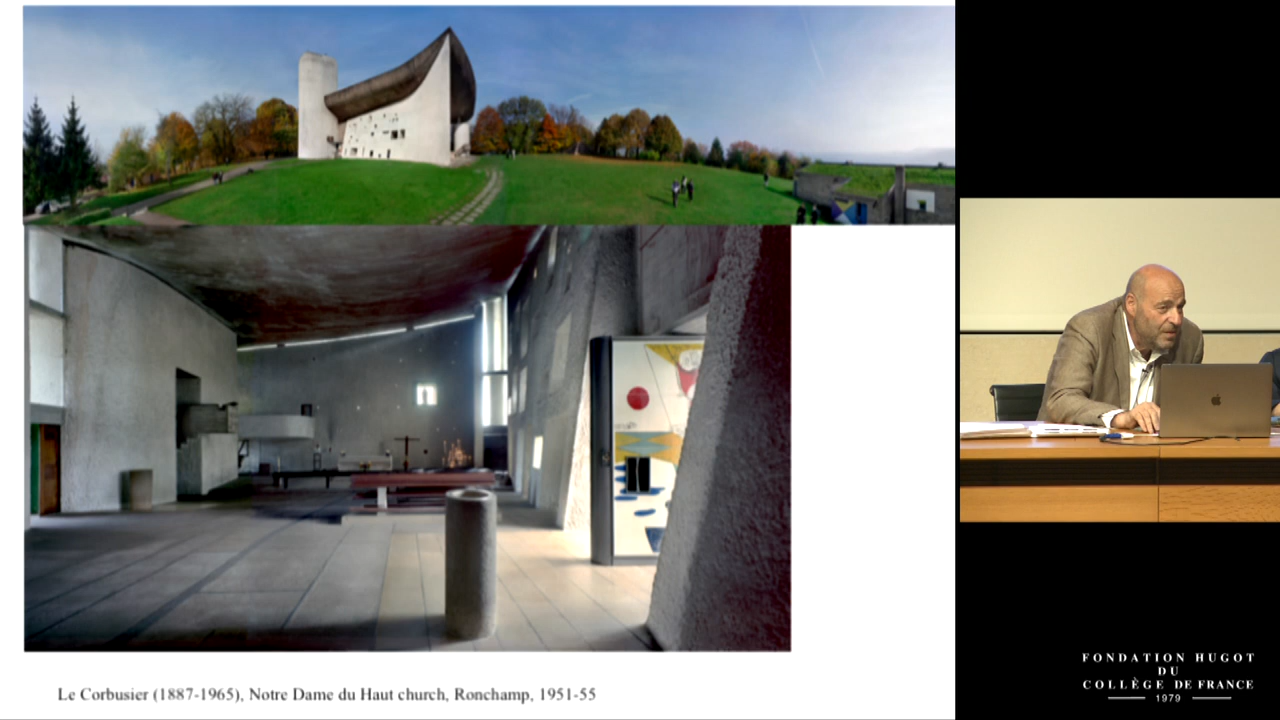 Le Corbusier (1887-1965), Notre Dame du Haut church, Ronchamp, 1951-55
FONDATION HUGOT
DU
COLLÈGE DE FRANCE
1979